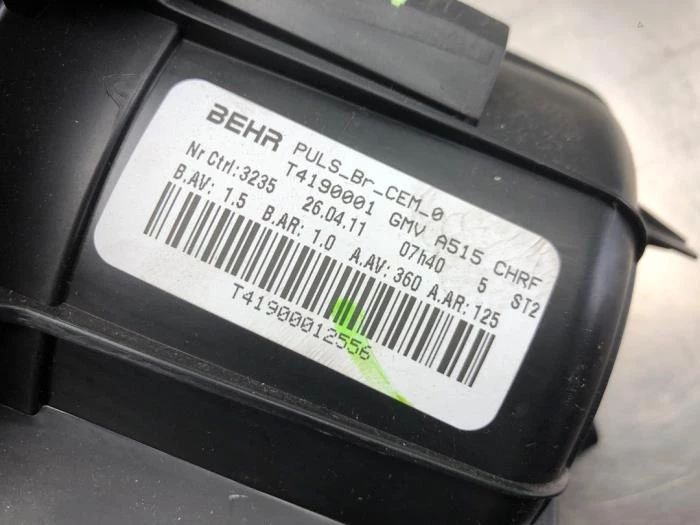 BEHR PULS_Br_CEM_0
T4190001 GMV A515 CHRF
Nr Ctrl:3235 26.04.11 07h40 5 ST2
B.AV: 1.5 B.AR: 1.0 A.AV:360 A.AR:125
T41900012556